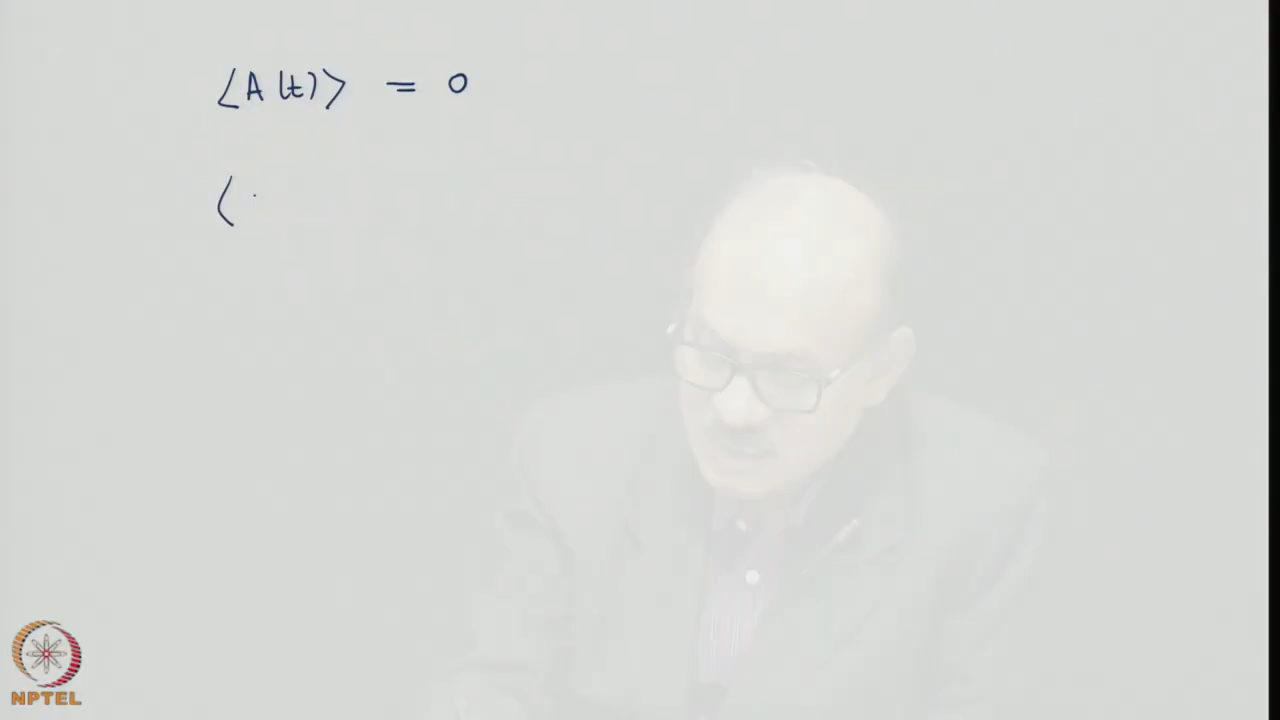 ⟨A(t)⟩ = 0
⟨
NPTEL